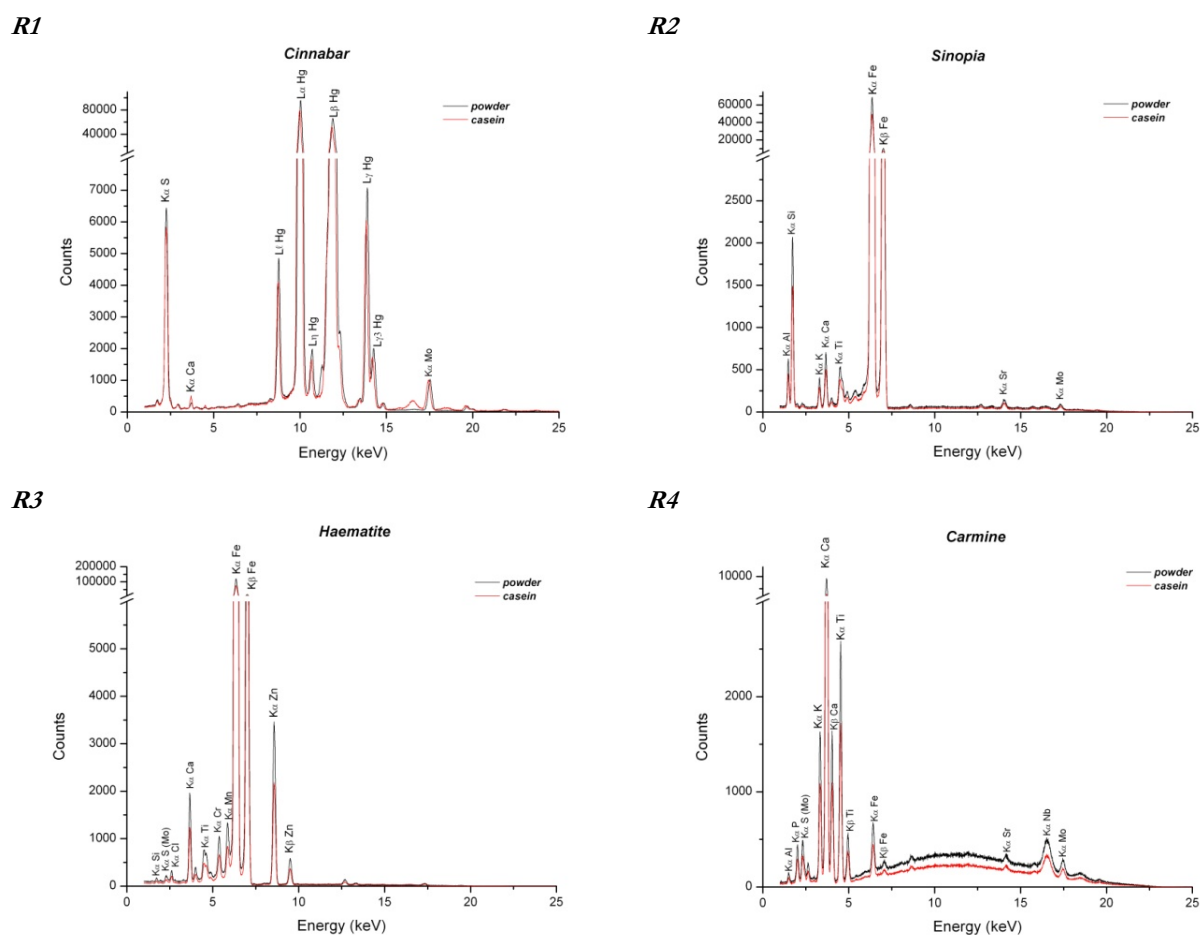 R1
Cinnabar
powder
casein
Counts
80000
40000
7000
6000
5000
4000
3000
2000
1000
0
Kα S
Kα Ca
Lℓ Hg
Lα Hg
Lη Hg
Lβ Hg
Lγ Hg
Lγ3 Hg
Kα Mo
0 5 10 15 20 25
Energy (keV)
R2
Sinopia
powder
casein
Counts
80000
60000
40000
20000
2500
2000
1500
1000
500
0
Kα Al
Kα Si
Kα K
Kα Ca
Kα Ti
Kα Fe
Kβ Fe
Kα Sr
Kα Mo
0 5 10 15 20 25
Energy (keV)
R3
Haematite
powder
casein
Counts
200000
100000
5000
4000
3000
2000
1000
0
Kα Si
Kα S (Mo)
Kα Cl
Kα Ca
Kα Ti
Kα Cr
Kα Mn
Kα Fe
Kβ Fe
Kα Zn
Kβ Zn
0 5 10 15 20 25
Energy (keV)
R4
Carmine
powder
casein
Counts
10000
2000
1000
0
Kα Al
Kα P
Kα S (Mo)
Kα K
Kα Ca
Kβ Ca
Kα Ti
Kβ Ti
Kα Fe
Kβ Fe
Kα Sr
Kα Nb
Kα Mo
0 5 10 15 20 25
Energy (keV)